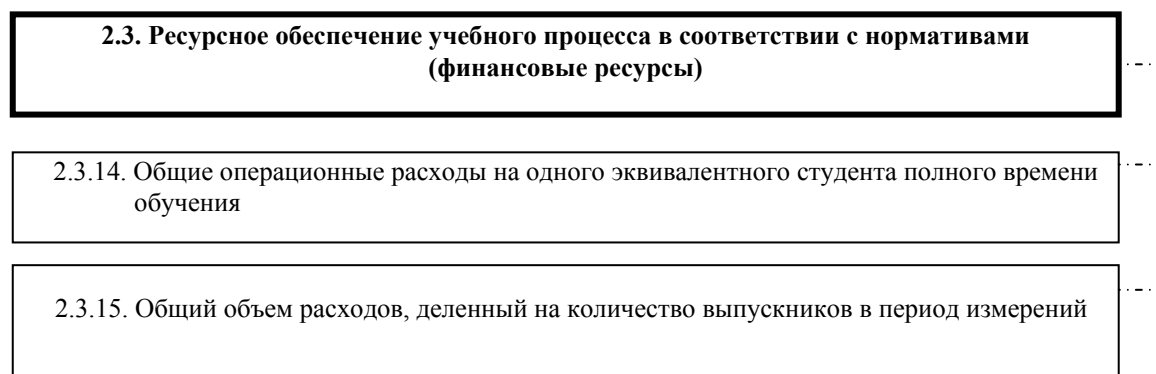 2.3. Ресурсное обеспечение учебного процесса в соответствии с нормативами
(финансовые ресурсы)
2.3.14. Общие операционные расходы на одного эквивалентного студента полного времени
обучения
2.3.15. Общий объем расходов, деленный на количество выпускников в период измерений